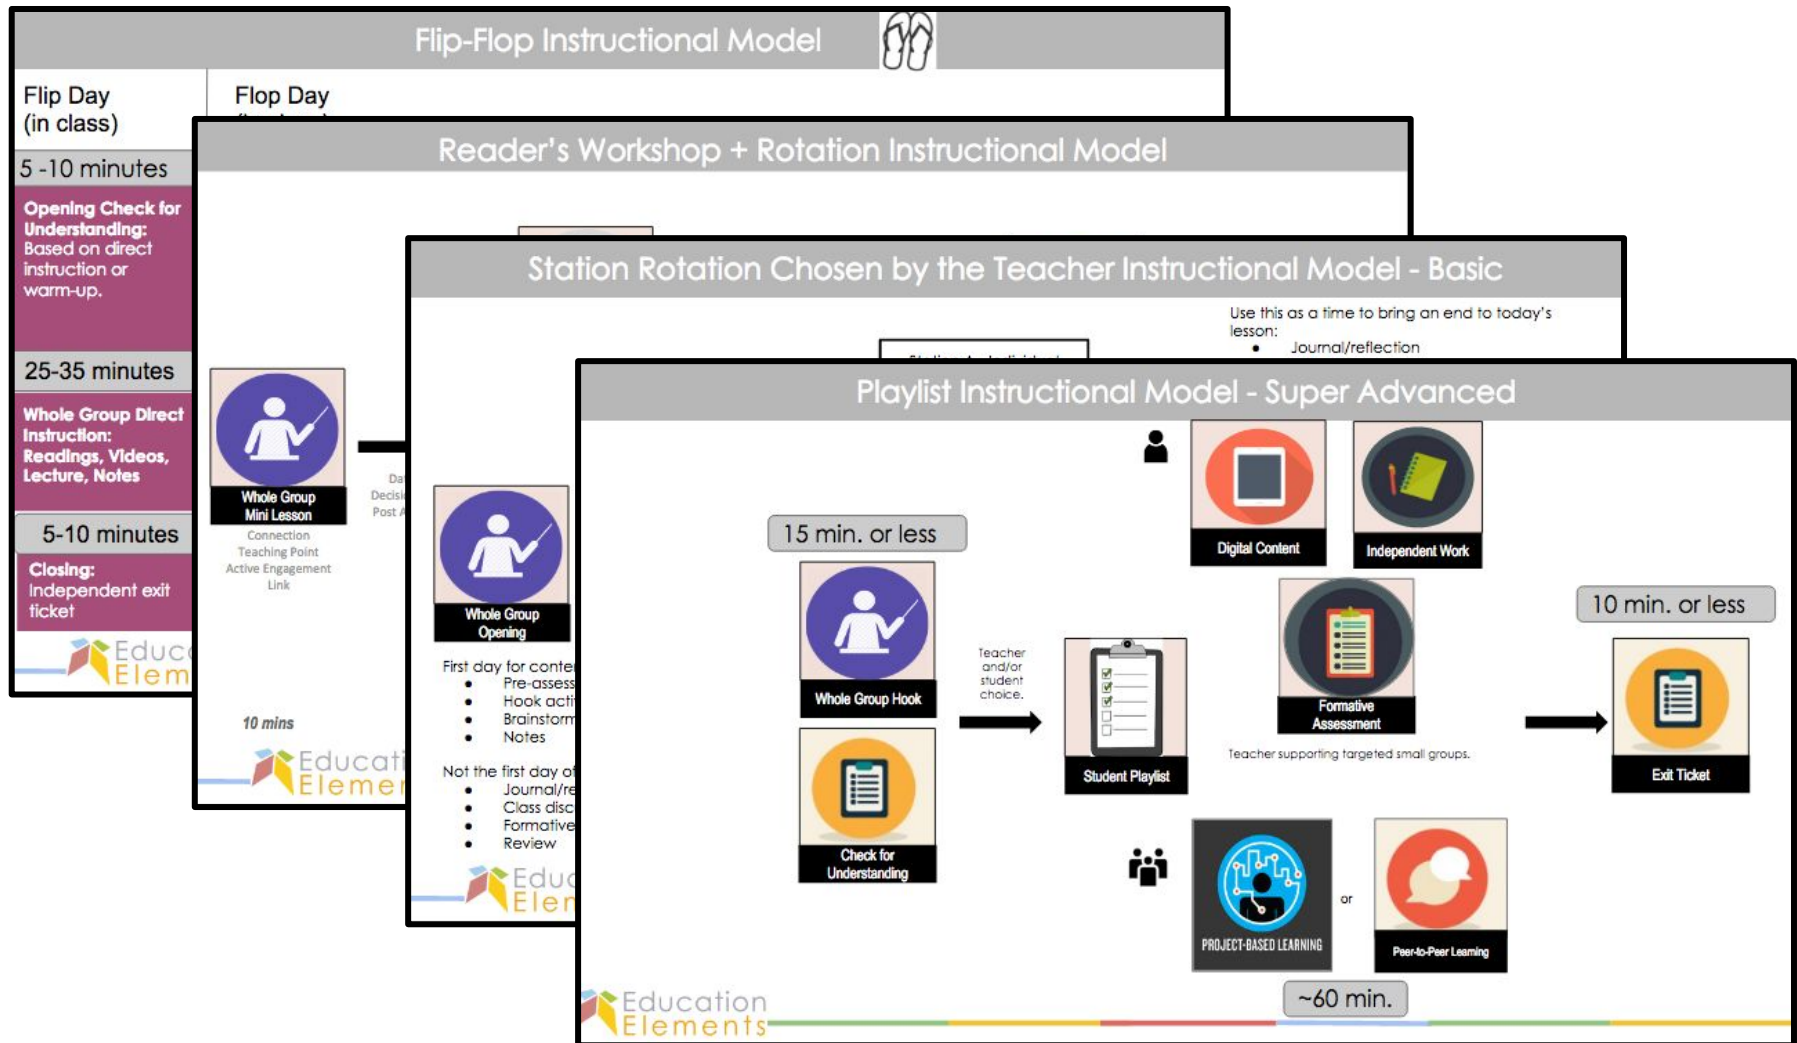 Flip-Flop Instructional Model
Flip Day
(in class)
Flop Day
5 -10 minutes
Opening Check for
Understanding:
Based on direct
instruction or
warm-up.
25-35 minutes
Whole Group Direct
Instruction:
Readings, Videos,
Lecture, Notes
5-10 minutes
Closing:
Independent exit
ticket
Reader's Workshop + Rotation Instructional Model
Whole Group
Mini Lesson
Connection
Teaching Point
Active Engagement
Link
Post
10 mins
Station Rotation Chosen by the Teacher Instructional Model - Basic
Use this as a time to bring an end to today's
lesson:
● Journal/reflection
Whole Group
Opening
First day for
● 
● Hook
● Brainstorm
● Notes
Not the first day of
● 
● Class
● Formative
● Review
Playlist Instructional Model - Super Advanced
15 min. or less
Whole Group Hook
Check for
Understanding
Teacher
and/or
student
choice.
Student Playlist
Digital Content
Independent Work
Formative
Assessment
Teacher supporting targeted small groups.
PROJECT-BASED LEARNING
or
Peer-to-Peer Learning
~60 min.
10 min. or less
Exit Ticket
Education
Elements